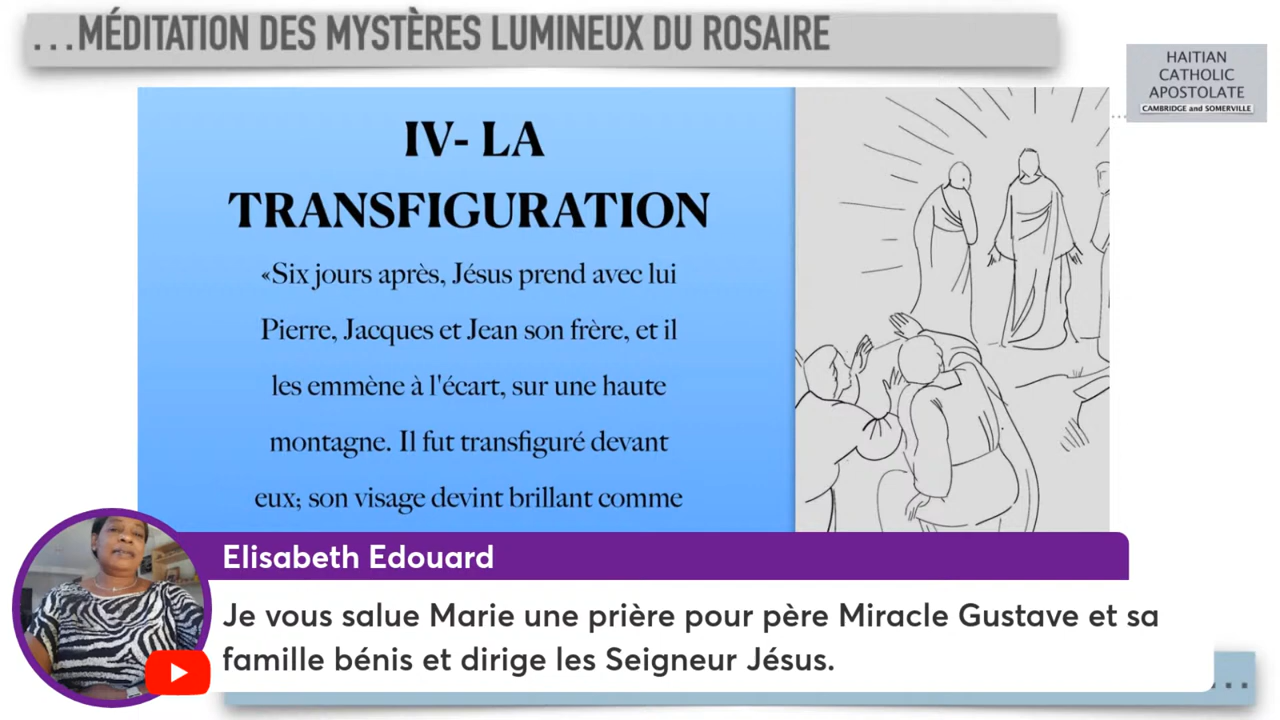 ...MÉDITATION DES MYSTÈRES LUMINEUX DU ROSAIRE
HAITIAN
CATHOLIC
APOSTOLATE
CAMBRIDGE and SOMERVILLE
IV- LA
TRANSFIGURATION
«Six jours après, Jésus prend avec lui
Pierre, Jacques et Jean son frère, et il
les emmène à l'écart, sur une haute
montagne. Il fut transfiguré devant
eux; son visage devint brillant comme
Elisabeth Edouard
Je vous salue Marie une prière pour père Miracle Gustave et sa
famille bénis et dirige les Seigneur Jésus.